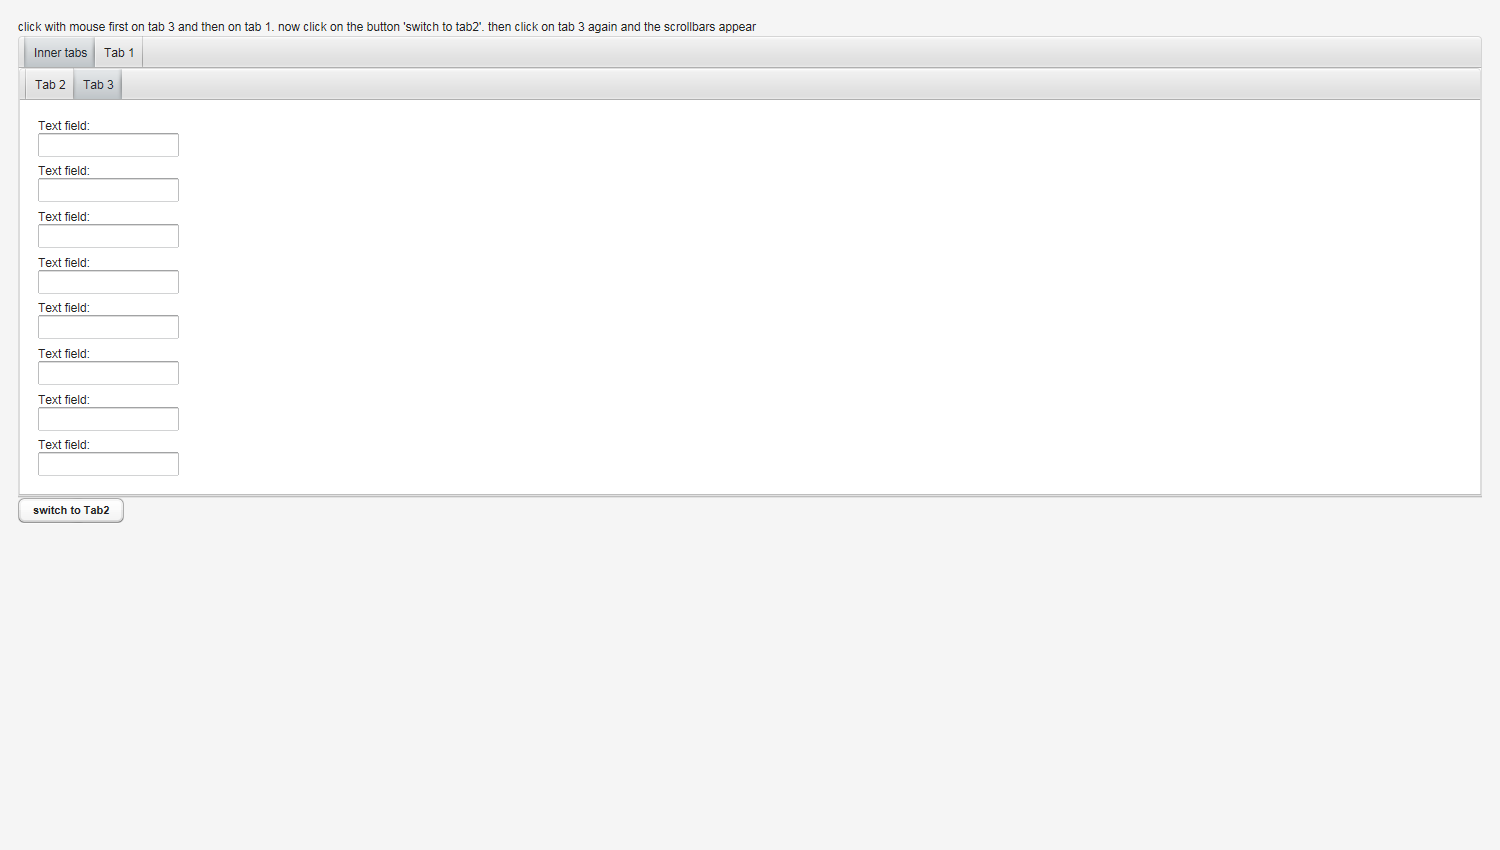 click with mouse first on tab 3 and then on tab 1. now click on the button 'switch to tab2'. then click on tab 3 again and the scrollbars appear
Inner tabs Tab 1
Tab 2 Tab 3
Text field:
Text field:
Text field:
Text field:
Text field:
Text field:
Text field:
Text field:
switch to Tab2